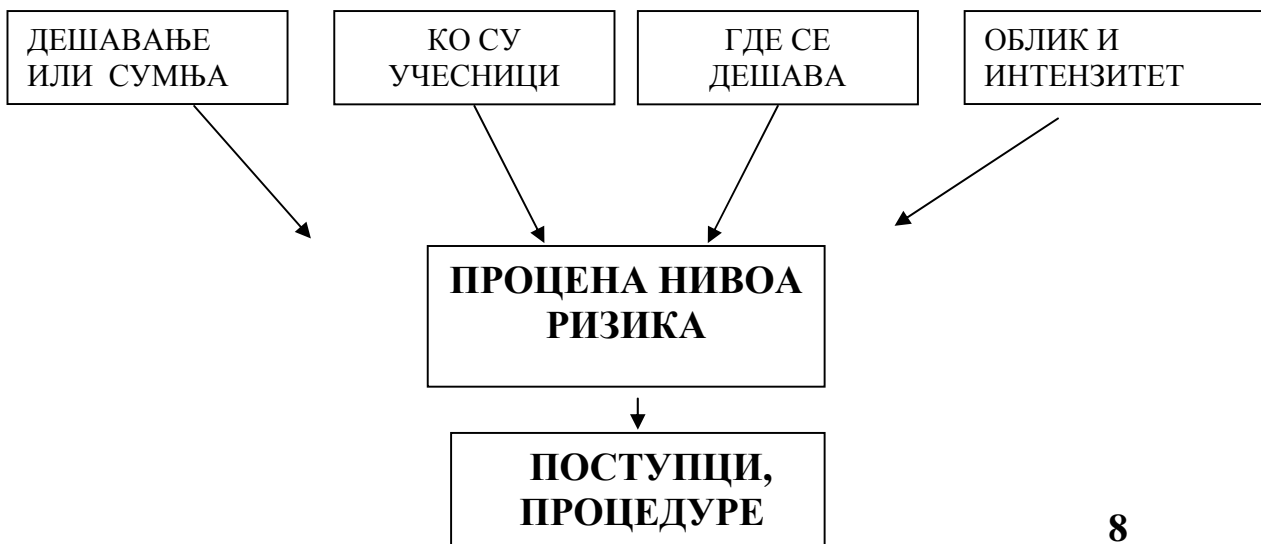 ДЕШАВАЊЕ
ИЛИ СУМЊА
КО СУ
УЧЕСНИЦИ
ГДЕ СЕ
ДЕШАВА
ОБЛИК И
ИНТЕНЗИТЕТ
ПРОЦЕНА НИВОА
РИЗИКА
ПОСТУПЦИ,
ПРОЦЕДУРЕ
8